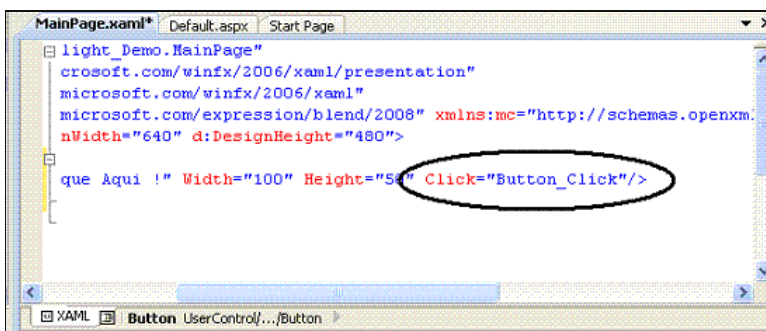 MainPage.xaml* Default.aspx Start Page
light_Demo.MainPage"
crosoft.com/winfx/2006/xaml/presentation"
microsoft.com/winfx/2006/xaml"
microsoft.com/expression/blend/2008" xmlns:mc="http://schemas.openxm
nWidth="640" d:DesignHeight="480">
que Aqui !" Width="100" Height="50" Click="Button_Click"/>
XAML Button UserControl/.../Button